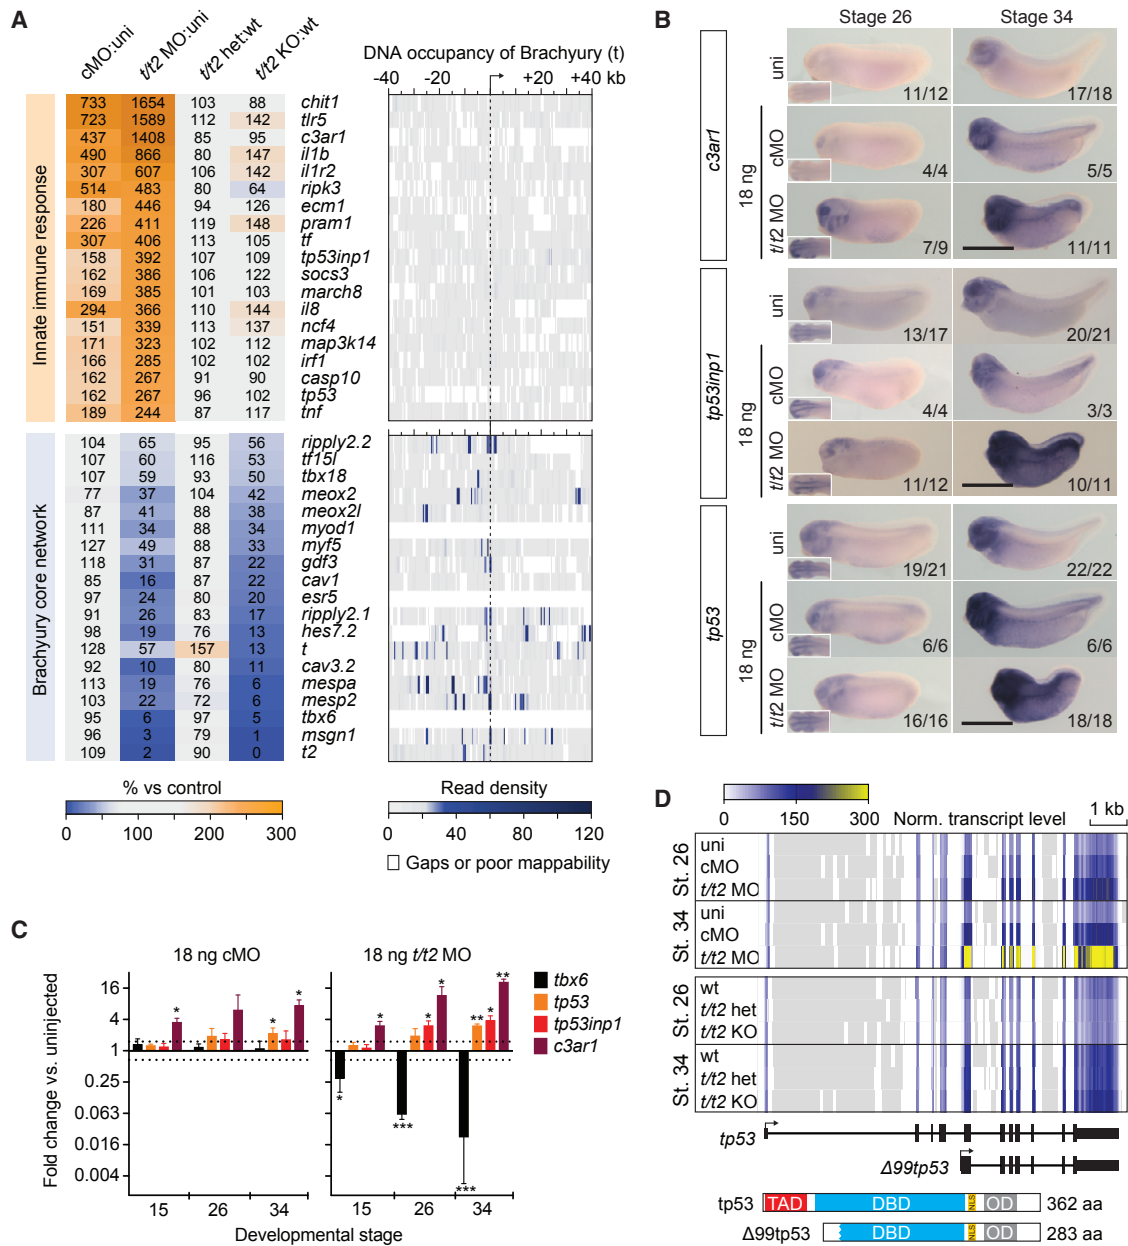 A
cMO:uni
t/t2 MO:uni
t/t2 het:wt
t/t2 KO:wt
DNA occupancy of Brachyury (t)
-40 -20 0 +20 +40 kb
Innate immune response
733 1654 103 88 chit1
723 1589 112 142 tlr5
437 1408 85 95 c3ar1
490 866 80 147 il1b
307 607 106 142 il1r2
514 483 80 64 ripk3
180 446 94 126 ecm1
226 411 119 148 pram1
307 406 113 105 tf
158 392 107 109 tp53inp1
162 386 106 122 socs3
169 385 101 103 march8
294 366 110 144 il8
151 339 113 137 ncf4
171 323 102 112 map3k14
166 285 102 102 irf1
162 267 91 90 casp10
162 267 96 102 tp53
189 244 87 117 tnf
Brachyury core network
104 65 95 56 ripply2.2
107 60 116 53 tf15l
107 59 93 50 tbx18
77 37 104 42 meox2
87 41 88 38 meox2l
111 34 88 34 myod1
127 49 88 33 myf5
118 31 87 22 gdf3
85 16 87 22 cav1
97 24 80 20 esr5
91 26 83 17 ripply2.1
98 19 76 13 hes7.2
128 57 157 13 t
92 10 80 11 cav3.2
113 19 76 6 mespa
103 22 72 6 mesp2
95 6 97 5 tbx6
96 3 79 1 msgn1
109 2 90 0 t2
% vs control
0 100 200 300
Read density
0 40 80 120
Gaps or poor mappability
B
Stage 26 Stage 34
c3ar1
uni
11/12 17/18
18 ng
cMO
4/4 5/5
t/t2 MO
7/9 11/11
tp53inp1
uni
13/17 20/21
18 ng
cMO
4/4 3/3
t/t2 MO
11/12 10/11
tp53
uni
19/21 22/22
18 ng
cMO
6/6 6/6
t/t2 MO
16/16 18/18
C
18 ng cMO 18 ng t/t2 MO
Fold change vs. uninjected
16
4
1
0.25
0.063
0.016
0.004
* * *
* *** *** * * * ** * **
tbx6
tp53
tp53inp1
c3ar1
15 26 34 15 26 34
Developmental stage
D
0 150 300
Norm. transcript level
1 kb
St. 26
uni
cMO
t/t2 MO
St. 34
uni
cMO
t/t2 MO
St. 26
wt
t/t2 het
t/t2 KO
St. 34
wt
t/t2 het
t/t2 KO
tp53
Δ99tp53
tp53 TAD DBD NLS OD 362 aa
Δ99tp53 DBD NLS OD 283 aa